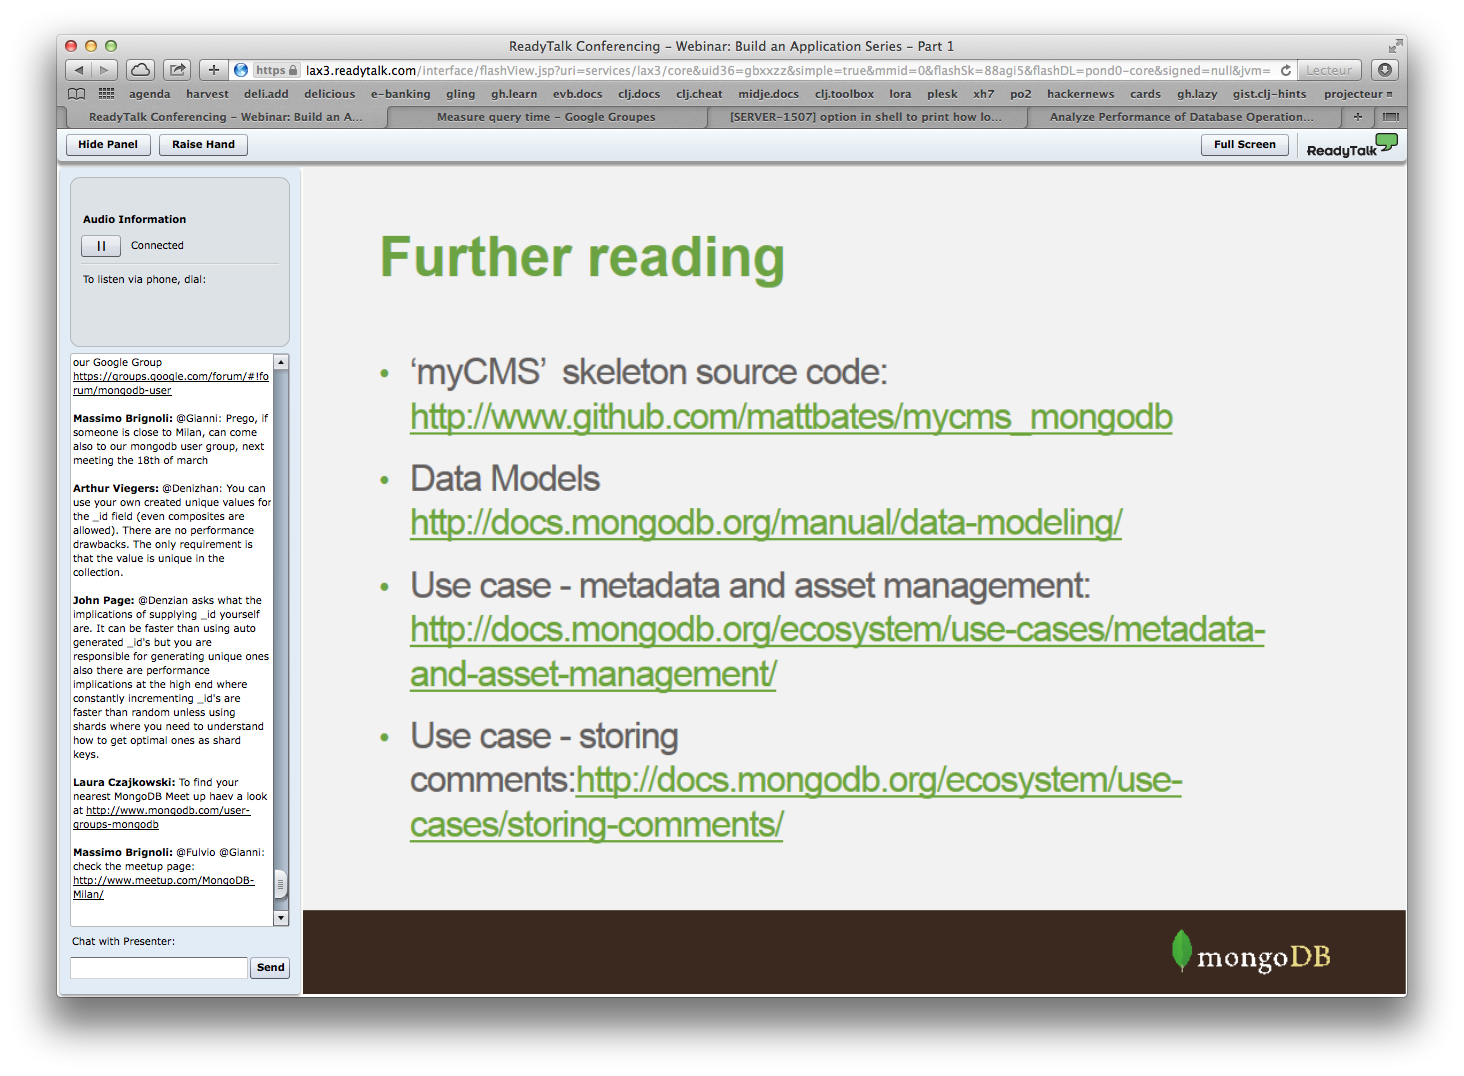 ReadyTalk Conferencing – Webinar: Build an Application Series – Part 1
https lax3.readytalk.com/interface/flashView.jsp?uri=services/lax3/core&uid36=gbxxzz&simple=true&mmid=0&flashSk=88agi5&flashDL=pond0-core&signed=null&jvm= Lecteur
agenda harvest deli.add delicious e-banking gling gh.learn evb.docs clj.docs clj.cheat midje.docs clj.toolbox lora plesk xh7 po2 hackernews cards gh.lazy gist.clj-hints projecteur
ReadyTalk Conferencing – Webinar: Build an A... Measure query time – Google Groupes [SERVER-1507] option in shell to print how lo... Analyze Performance of Database Operation...
Hide Panel Raise Hand Full Screen ReadyTalk
Audio Information
Connected
To listen via phone, dial:
our Google Group
https://groups.google.com/forum/#!fo
rum/mongodb-user
Massimo Brignoli: @Gianni: Prego, if
someone is close to Milan, can come
also to our mongodb user group, next
meeting the 18th of march
Arthur Viegers: @Denizhan: You can
use your own created unique values for
the _id field (even composites are
allowed). There are no performance
drawbacks. The only requirement is
that the value is unique in the
collection.
John Page: @Denzian asks what the
implications of supplying _id yourself
are. It can be faster than using auto
generated _id's but you are
responsible for generating unique ones
also there are performance
implications at the high end where
constantly incrementing _id's are
faster than random unless using
shards where you need to understand
how to get optimal ones as shard
keys.
Laura Czajkowski: To find your
nearest MongoDB Meet up haev a look
at http://www.mongodb.com/user-
groups-mongodb
Massimo Brignoli: @Fulvio @Gianni:
check the meetup page:
http://www.meetup.com/MongoDB-
Milan/
Chat with Presenter:
Send
Further reading
• ‘myCMS’ skeleton source code:
http://www.github.com/mattbates/mycms_mongodb
• Data Models
http://docs.mongodb.org/manual/data-modeling/
• Use case - metadata and asset management:
http://docs.mongodb.org/ecosystem/use-cases/metadata-
and-asset-management/
• Use case - storing
comments:http://docs.mongodb.org/ecosystem/use-
cases/storing-comments/
mongoDB